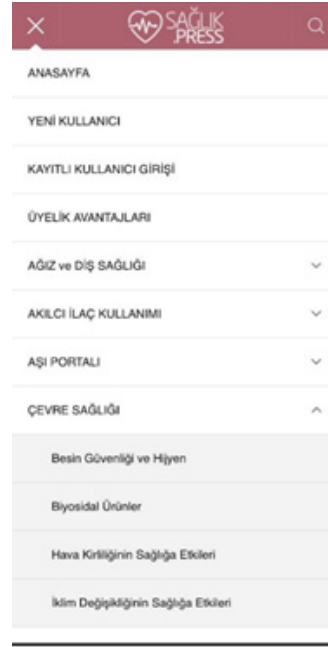 SAĞLIK
.PRESS
ANASAYFA
YENİ KULLANICI
KAYITLI KULLANICI GİRİŞİ
ÜYELİK AVANTAJLARI
AĞIZ ve DİŞ SAĞLIĞI
AKILCI İLAÇ KULLANIMI
AŞI PORTALI
ÇEVRE SAĞLIĞI
Besin Güvenliği ve Hijyen
Biyosidal Ürünler
Hava Kirliliğinin Sağlığa Etkileri
İklim Değişikliğinin Sağlığa Etkileri